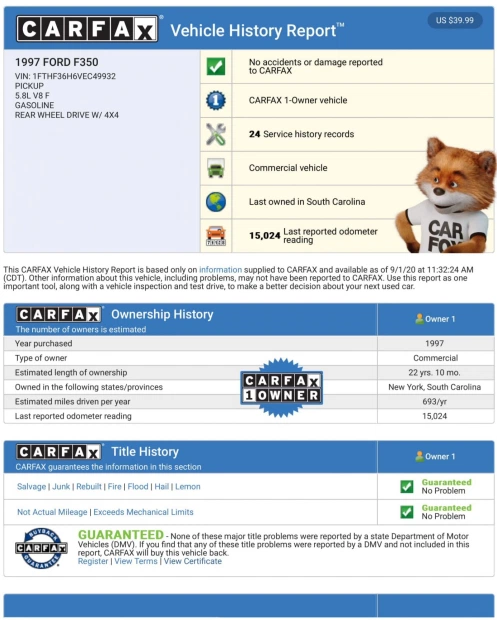 CARFAX Vehicle History Report™
US $39.99
1997 FORD F350
VIN: 1FTHF36H6VEC49932
PICKUP
5.8L V8 F
GASOLINE
REAR WHEEL DRIVE W/ 4X4
No accidents or damage reported
to CARFAX
1
CARFAX 1-Owner vehicle
24 Service history records
Commercial vehicle
Last owned in South Carolina
15,024 Last reported odometer
reading
CAR
FOX
This CARFAX Vehicle History Report is based only on information supplied to CARFAX and available as of 9/1/20 at 11:32:24 AM
(CDT). Other information about this vehicle, including problems, may not have been reported to CARFAX. Use this report as one
important tool, along with a vehicle inspection and test drive, to make a better decision about your next used car.
CARFAX Ownership History
The number of owners is estimated
Owner 1
Year purchased 1997
Type of owner Commercial
Estimated length of ownership 22 yrs. 10 mo.
Owned in the following states/provinces New York, South Carolina
Estimated miles driven per year 693/yr
Last reported odometer reading 15,024
CARFAX
1 OWNER
CARFAX Title History
CARFAX guarantees the information in this section
Owner 1
Salvage | Junk | Rebuilt | Fire | Flood | Hail | Lemon
Guaranteed
No Problem
Not Actual Mileage | Exceeds Mechanical Limits
Guaranteed
No Problem
BUYBACK
CARFAX
GUARANTEE
GUARANTEED - None of these major title problems were reported by a state Department of Motor
Vehicles (DMV). If you find that any of these title problems were reported by a DMV and not included in this
report, CARFAX will buy this vehicle back.
Register | View Terms | View Certificate